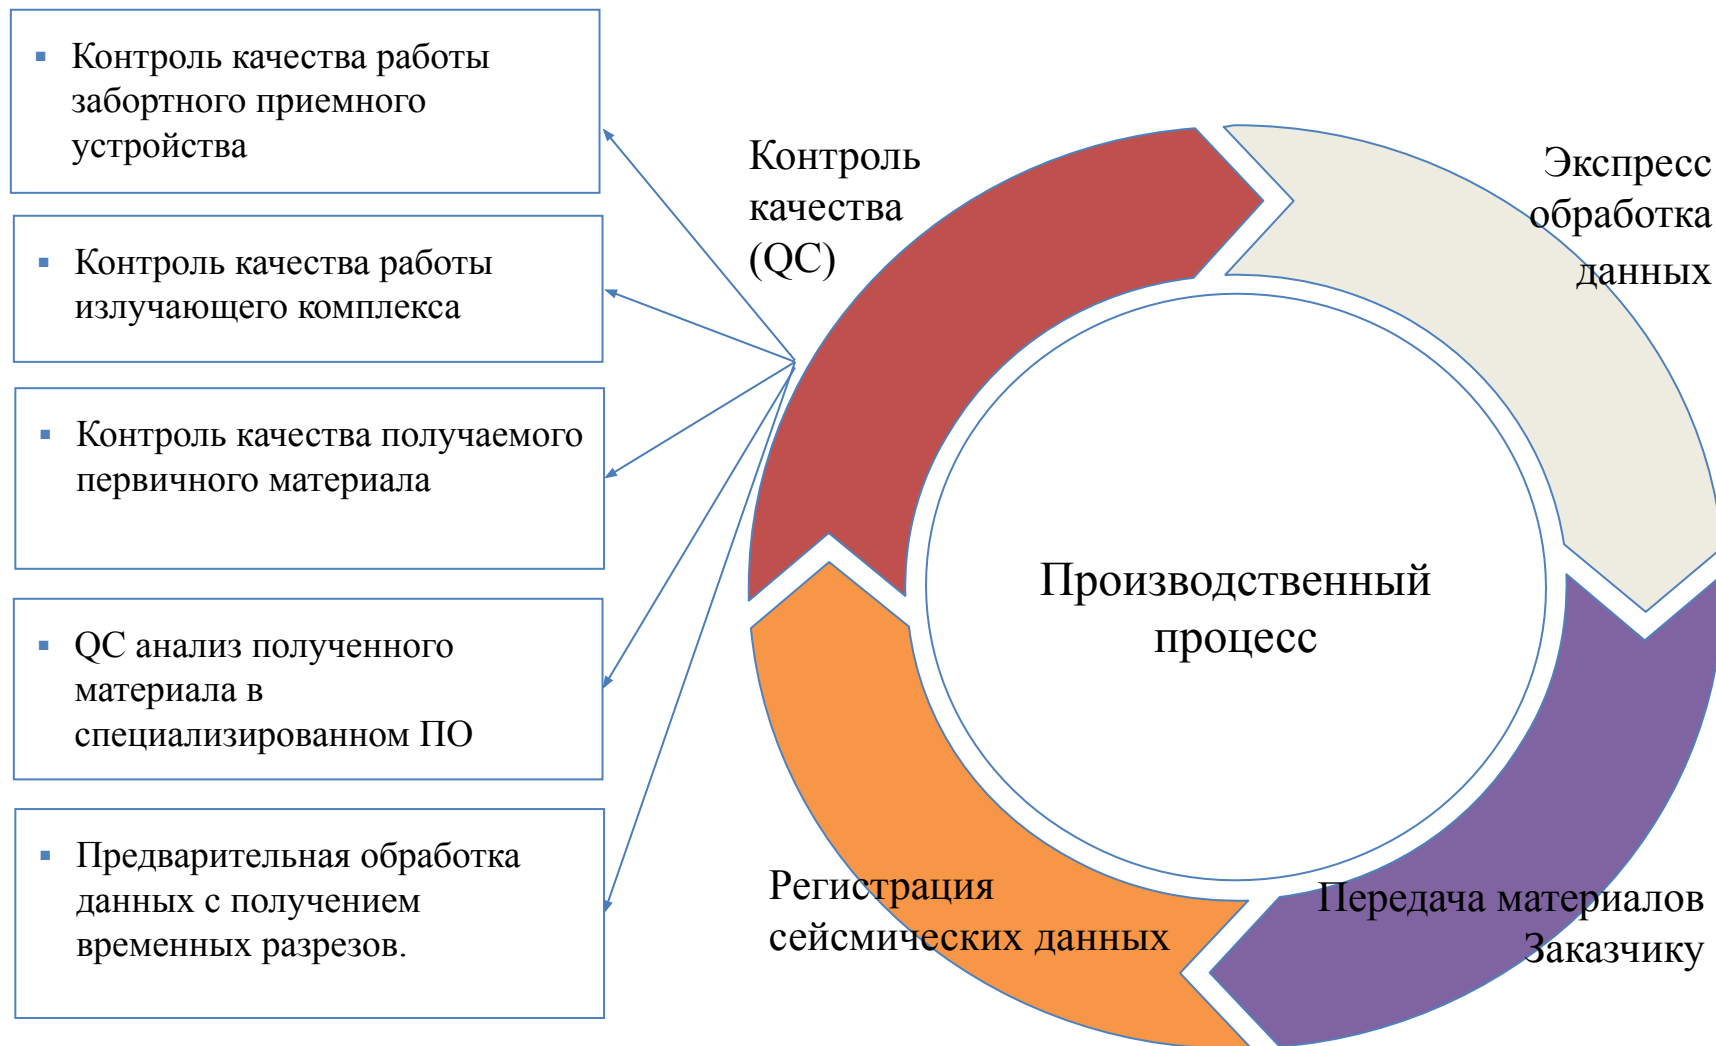 ▪ Контроль качества работы
забортного приемного
устройства
▪ Контроль качества работы
излучающего комплекса
▪ Контроль качества получаемого
первичного материала
▪ QC анализ полученного
материала в
специализированном ПО
▪ Предварительная обработка
данных с получением
временных разрезов.
Контроль
качества
(QC)
Экспресс
обработка
данных
Производственный
процесс
Регистрация
сейсмических данных
Передача материалов
Заказчику